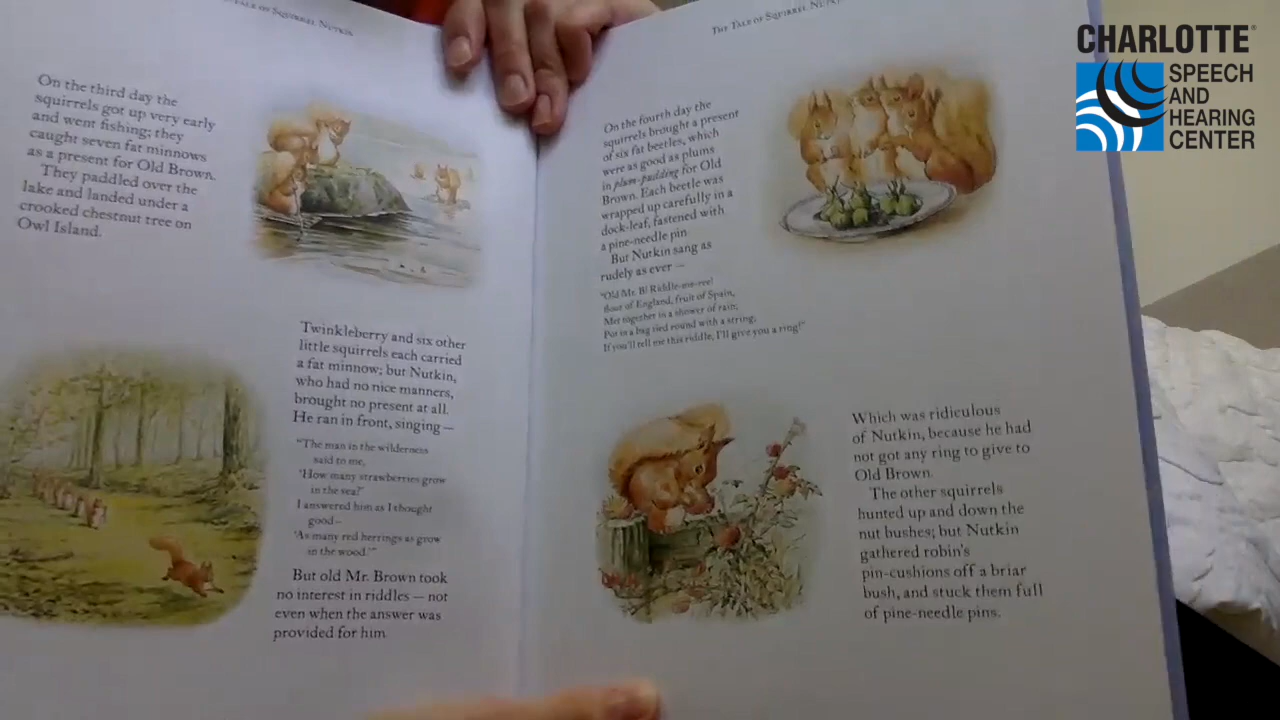 TALE OF SQUIRREL NUTKIN
On the third day the
squirrels got up very early
and went fishing; they
caught seven fat minnows
as a present for Old Brown.
They paddled over the
lake and landed under a
crooked chestnut tree on
Owl Island.
Twinkleberry and six other
little squirrels each carried
a fat minnow; but Nutkin,
who had no nice manners,
brought no present at all.
He ran in front, singing —
"The man in the wilderness
said to me,
'How many strawberries grow
in the sea?'
I answered him as I thought
good—
'As many red herrings as grow
in the wood.'"
But old Mr. Brown took
no interest in riddles — not
even when the answer was
provided for him.
THE TALE OF SQUIRREL NUTKIN
On the fourth day the
squirrels brought a present
of six fat beetles, which
were as good as plums
in plum-pudding for Old
Brown. Each beetle was
wrapped up carefully in a
dock-leaf, fastened with
a pine-needle pin.
But Nutkin sang as
rudely as ever —
"Old Mr. B! Riddle-me-ree!
flour of England, fruit of Spain,
Met together in a shower of rain;
Put in a bag tied round with a string,
If you'll tell me this riddle, I'll give you a ring!"
Which was ridiculous
of Nutkin, because he had
not got any ring to give to
Old Brown.
The other squirrels
hunted up and down the
nut bushes; but Nutkin
gathered robin's
pin-cushions off a briar
bush, and stuck them full
of pine-needle pins.
CHARLOTTE®
SPEECH
AND
HEARING
CENTER